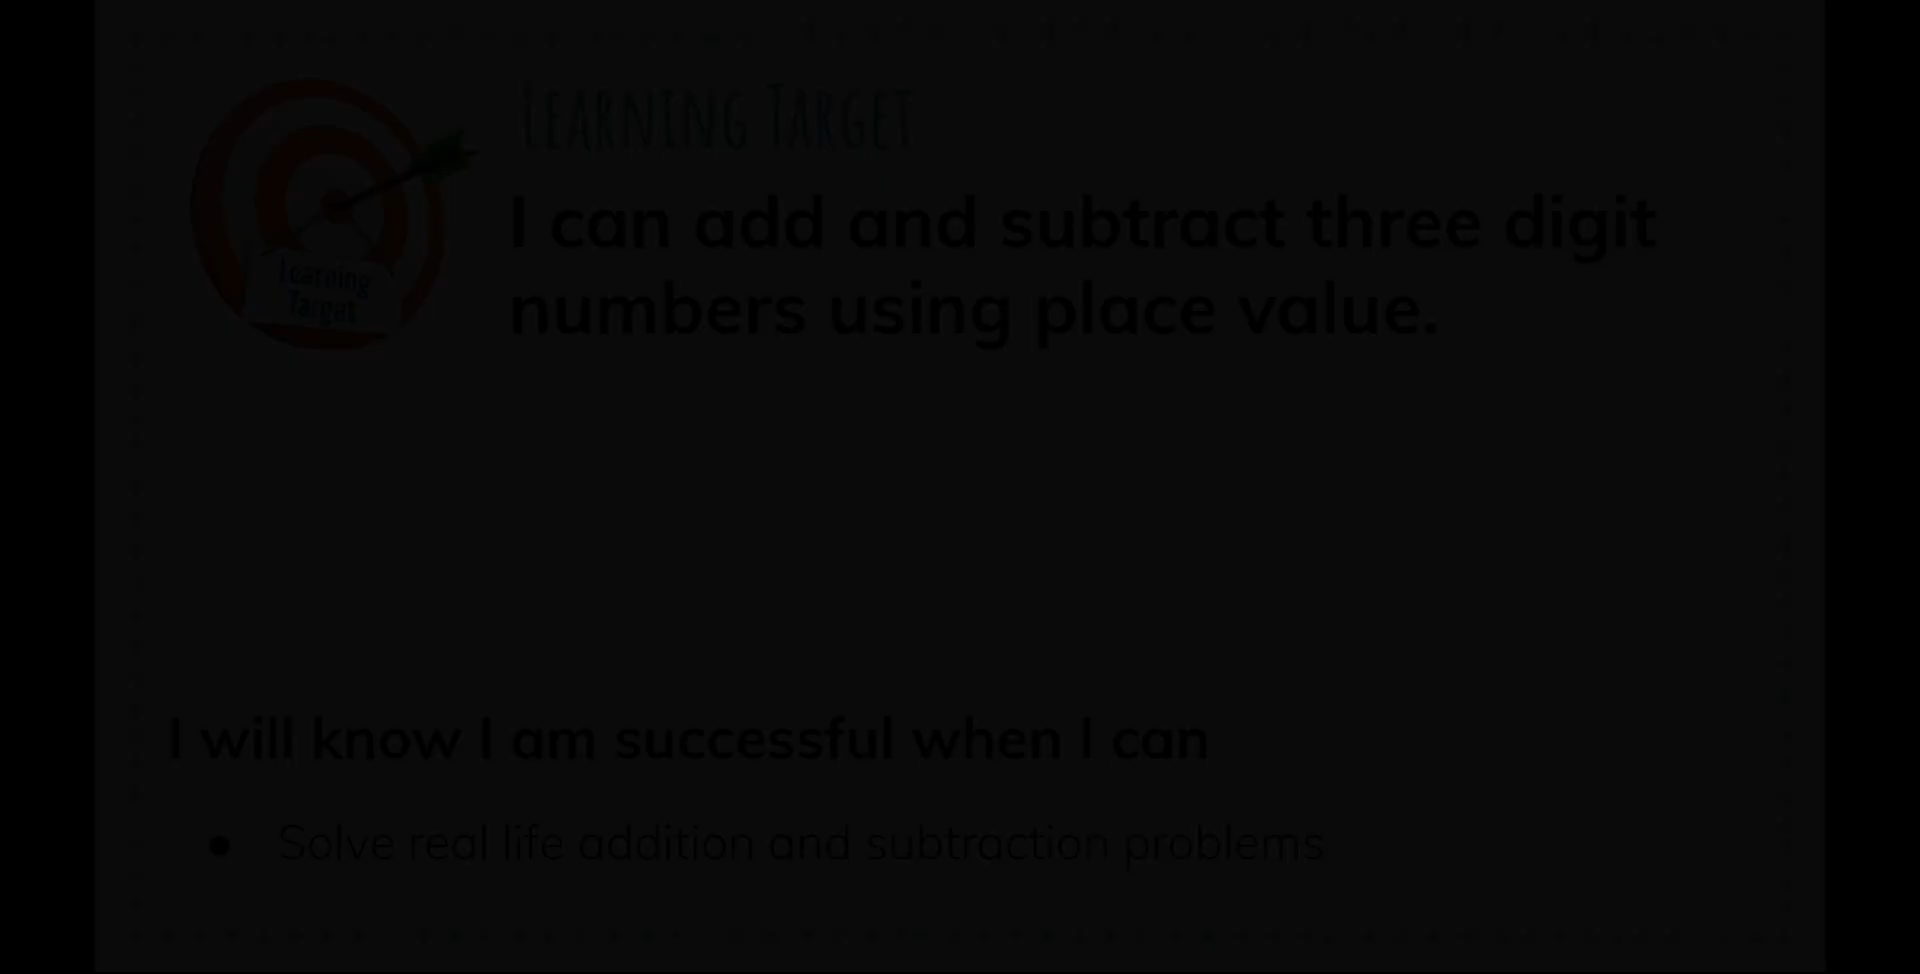 Learning Target
I can add and subtract three digit
numbers using place value.
Learning
Target
I will know I am successful when I can
● Solve real life addition and subtraction problems